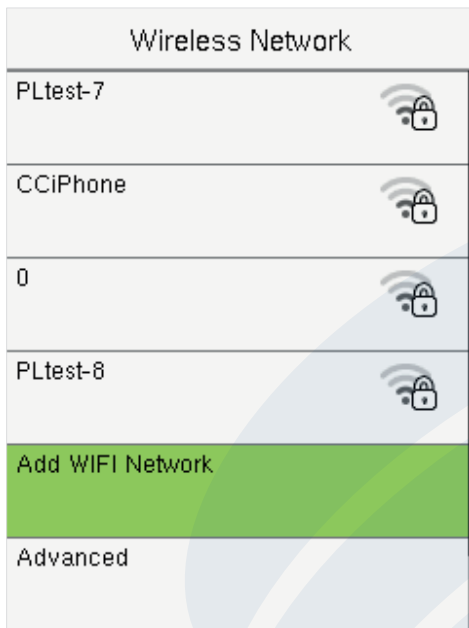 Wireless Network
PLtest-7
CCiPhone
0
PLtest-8
Add WIFI Network
Advanced